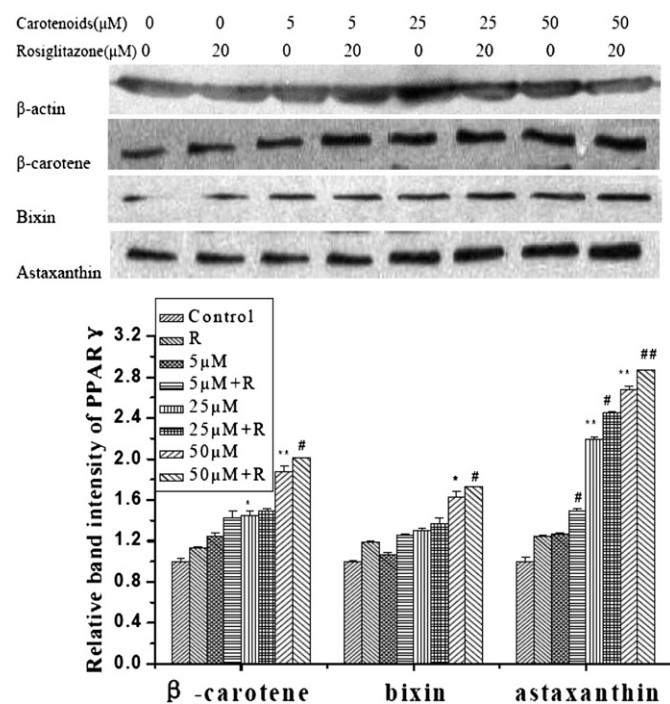 Carotenoids(μM) 0 0 5 5 25 25 50 50
Rosiglitazone(μM) 0 20 0 20 0 20 0 20
β-actin
β-carotene
Bixin
Astaxanthin
Relative band intensity of PPAR γ
3.2
2.8
2.4
2.0
1.6
1.2
0.8
0.4
0.0
Control
R
5μM
5μM+R
25μM
25μM+R
50μM
50μM+R
*
**
#
*
#
#
**
#
**
##
β -carotene bixin astaxanthin